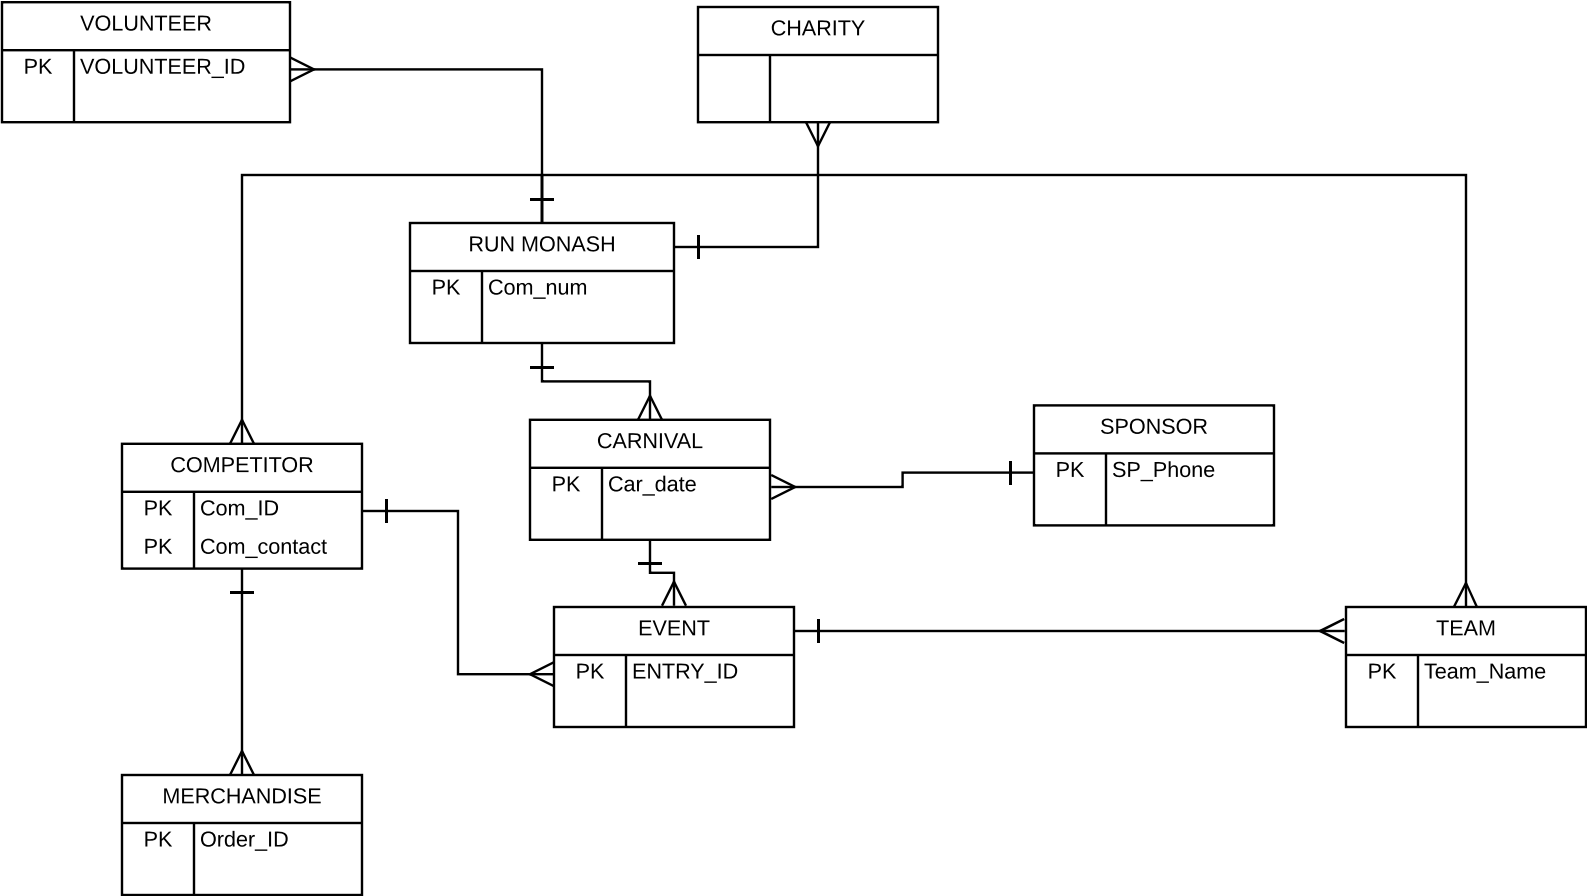 VOLUNTEER
PK VOLUNTEER_ID
CHARITY
RUN MONASH
PK Com_num
CARNIVAL
PK Car_date
SPONSOR
PK SP_Phone
COMPETITOR
PK Com_ID
PK Com_contact
EVENT
PK ENTRY_ID
TEAM
PK Team_Name
MERCHANDISE
PK Order_ID